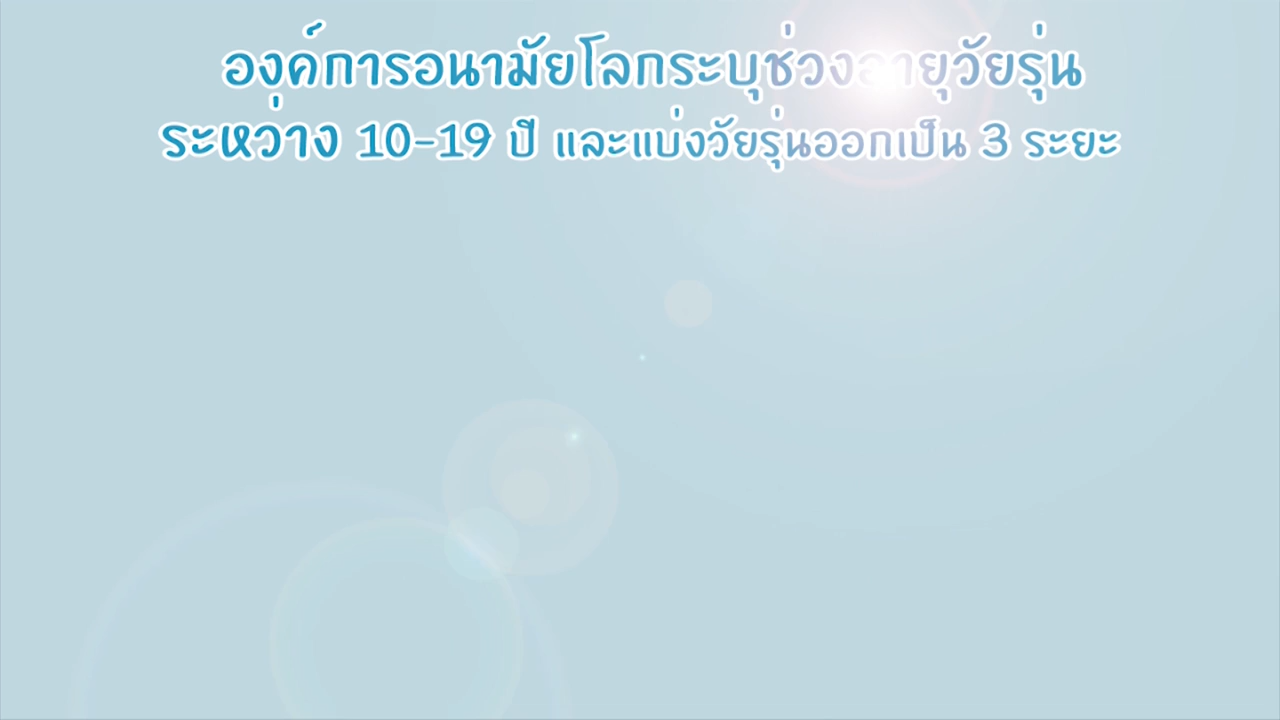 องค์การอนามัยโลกระบุช่วงอายุวัยรุ่น
ระหว่าง 10-19 ปี และแบ่งวัยรุ่นออกเป็น 3 ระยะ